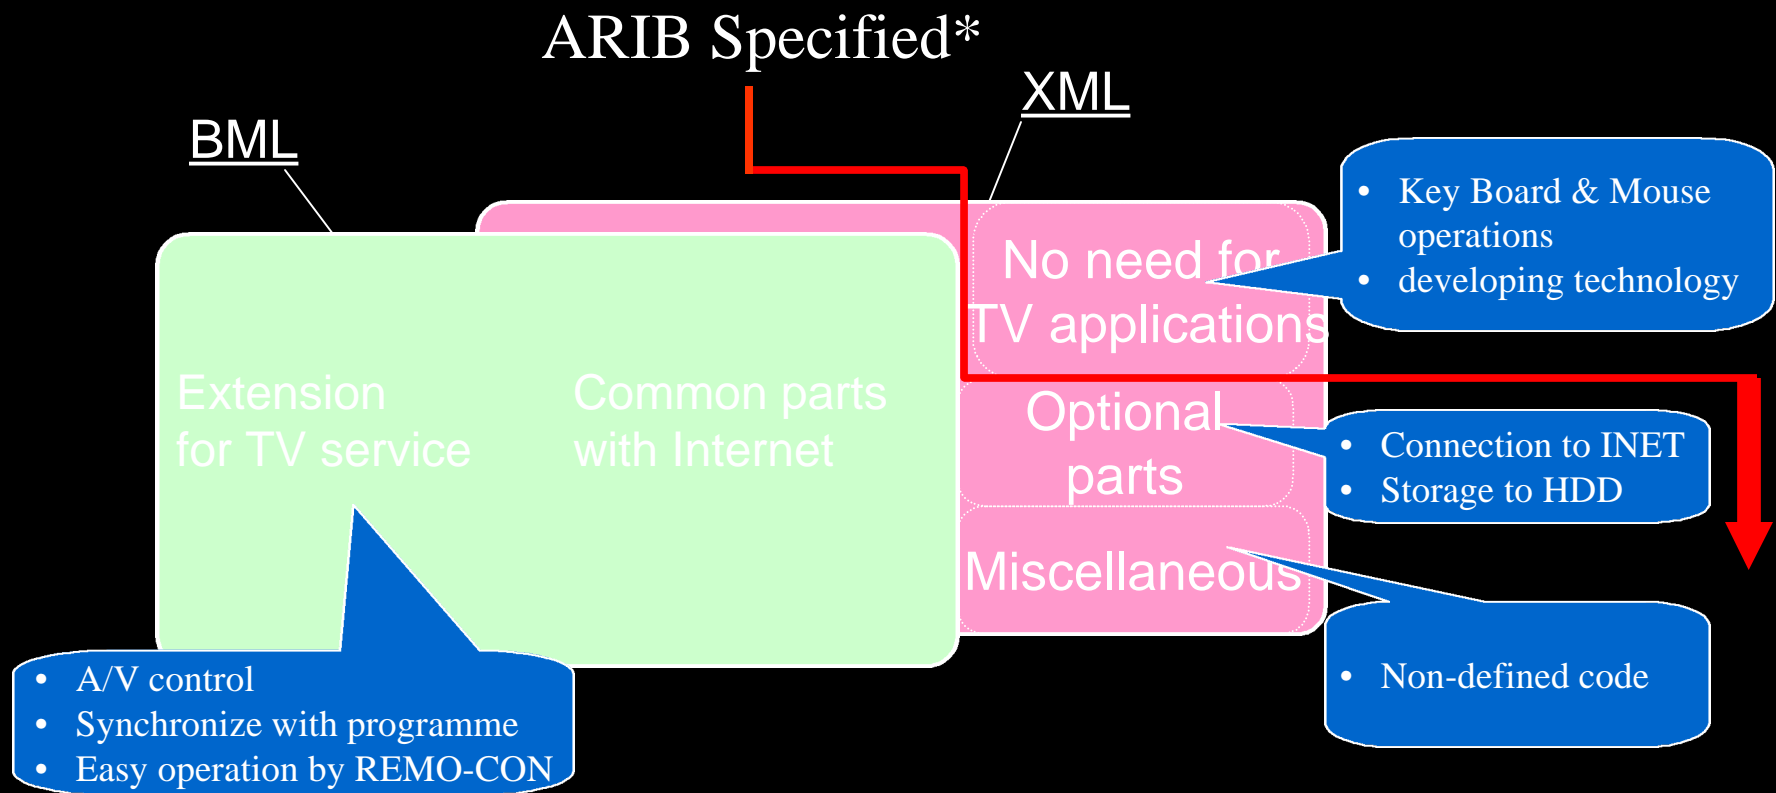 ARIB Specified*
XML
BML
• Key Board & Mouse
operations
• developing technology
No need for
TV applications
Extension
for TV service
Common parts
with Internet
Optional
parts
• Connection to INET
• Storage to HDD
Miscellaneous
• Non-defined code
• A/V control
• Synchronize with programme
• Easy operation by REMO-CON